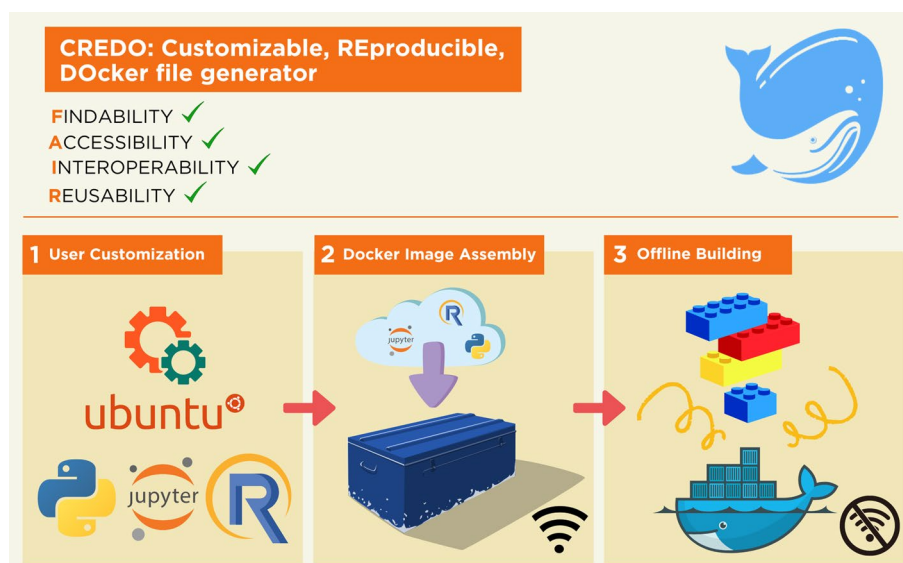 CREDO: Customizable, REproducible,
DOcker file generator
FINDABILITY
ACCESSIBILITY
INTEROPERABILITY
REUSABILITY
1 User Customization
2 Docker Image Assembly
3 Offline Building
R
jupyter
ubuntu
jupyter
R